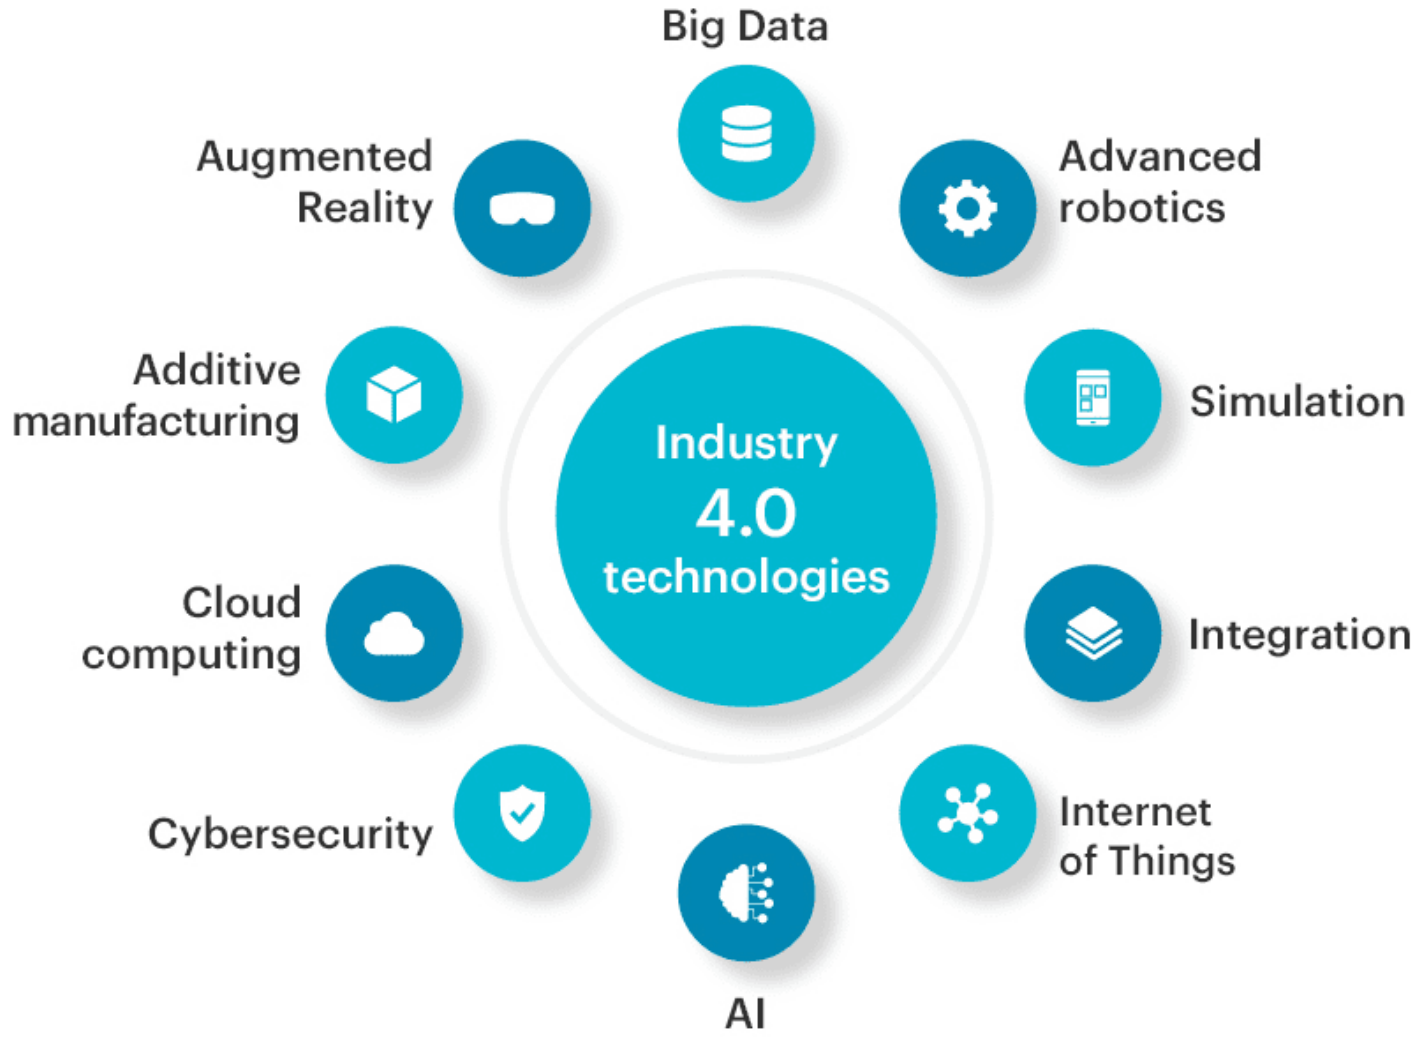 Big Data
Augmented
Reality
Advanced
robotics
Additive
manufacturing
Simulation
Industry
4.0
technologies
Cloud
computing
Integration
Cybersecurity
Internet
of Things
AI